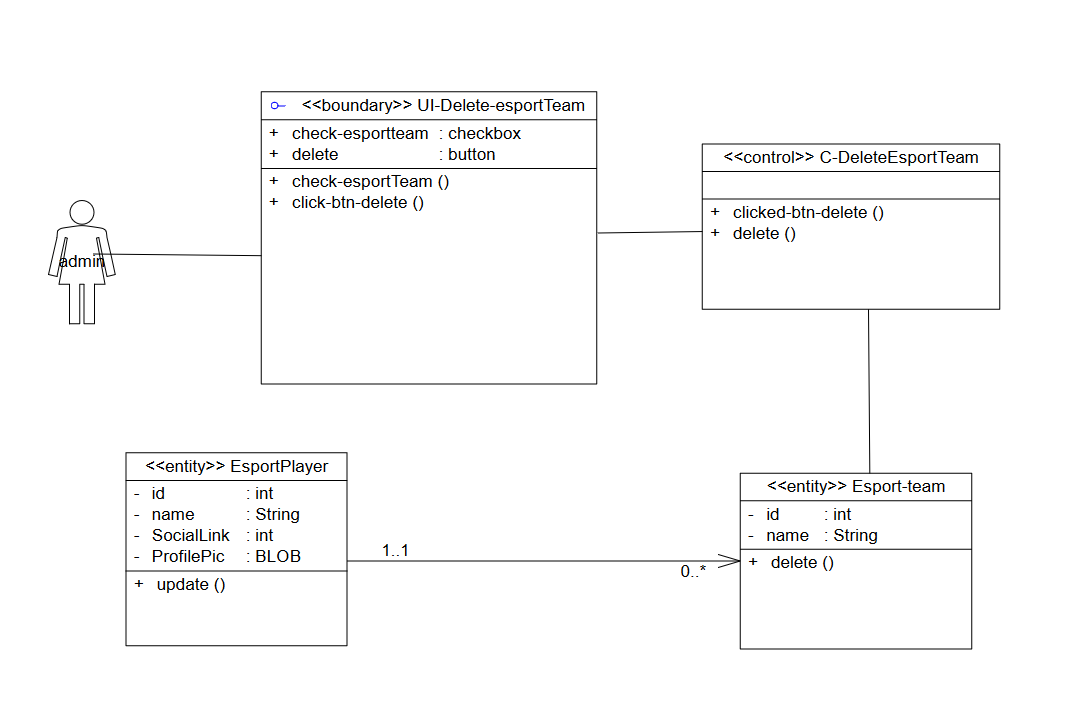 <<boundary>> UI-Delete-esportTeam
+ check-esportteam : checkbox
+ delete : button
+ check-esportTeam ()
+ click-btn-delete ()
<<control>> C-DeleteEsportTeam
+ clicked-btn-delete ()
+ delete ()
admin
<<entity>> EsportPlayer
- id : int
- name : String
- SocialLink : int
- ProfilePic : BLOB
+ update ()
1..1
0..*
<<entity>> Esport-team
- id : int
- name : String
+ delete ()